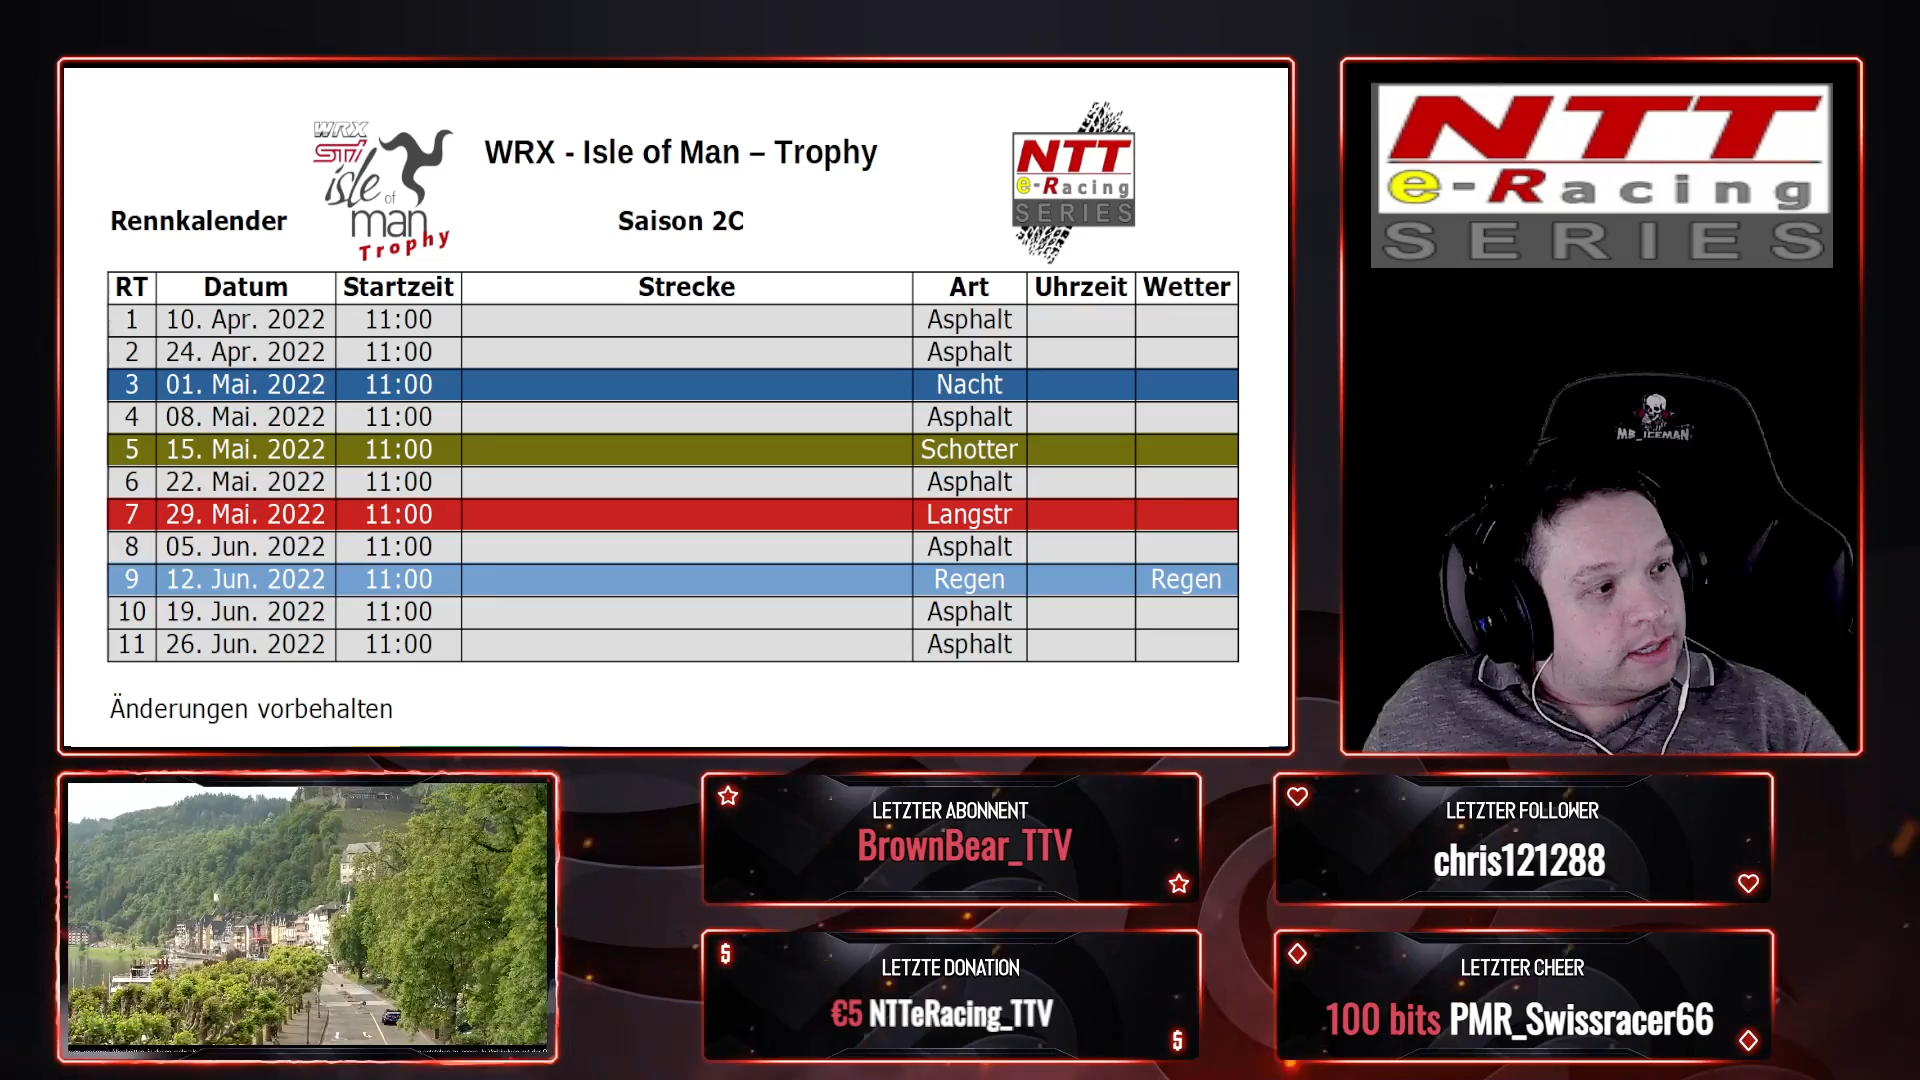 WRX
STi
isle
of
man
Trophy
WRX - Isle of Man – Trophy
NTT
e-Racing
SERIES
Rennkalender
Saison 2C
RT Datum Startzeit Strecke Art Uhrzeit Wetter
1 10. Apr. 2022 11:00 Asphalt
2 24. Apr. 2022 11:00 Asphalt
3 01. Mai. 2022 11:00 Nacht
4 08. Mai. 2022 11:00 Asphalt
5 15. Mai. 2022 11:00 Schotter
6 22. Mai. 2022 11:00 Asphalt
7 29. Mai. 2022 11:00 Langstr
8 05. Jun. 2022 11:00 Asphalt
9 12. Jun. 2022 11:00 Regen Regen
10 19. Jun. 2022 11:00 Asphalt
11 26. Jun. 2022 11:00 Asphalt
Änderungen vorbehalten
NTT
e-Racing
SERIES
MB_ICEMAN
LETZTER ABONNENT
BrownBear_TTV
LETZTER FOLLOWER
chris121288
LETZTE DONATION
€5 NTTeRacing_TTV
LETZTER CHEER
100 bits PMR_Swissracer66